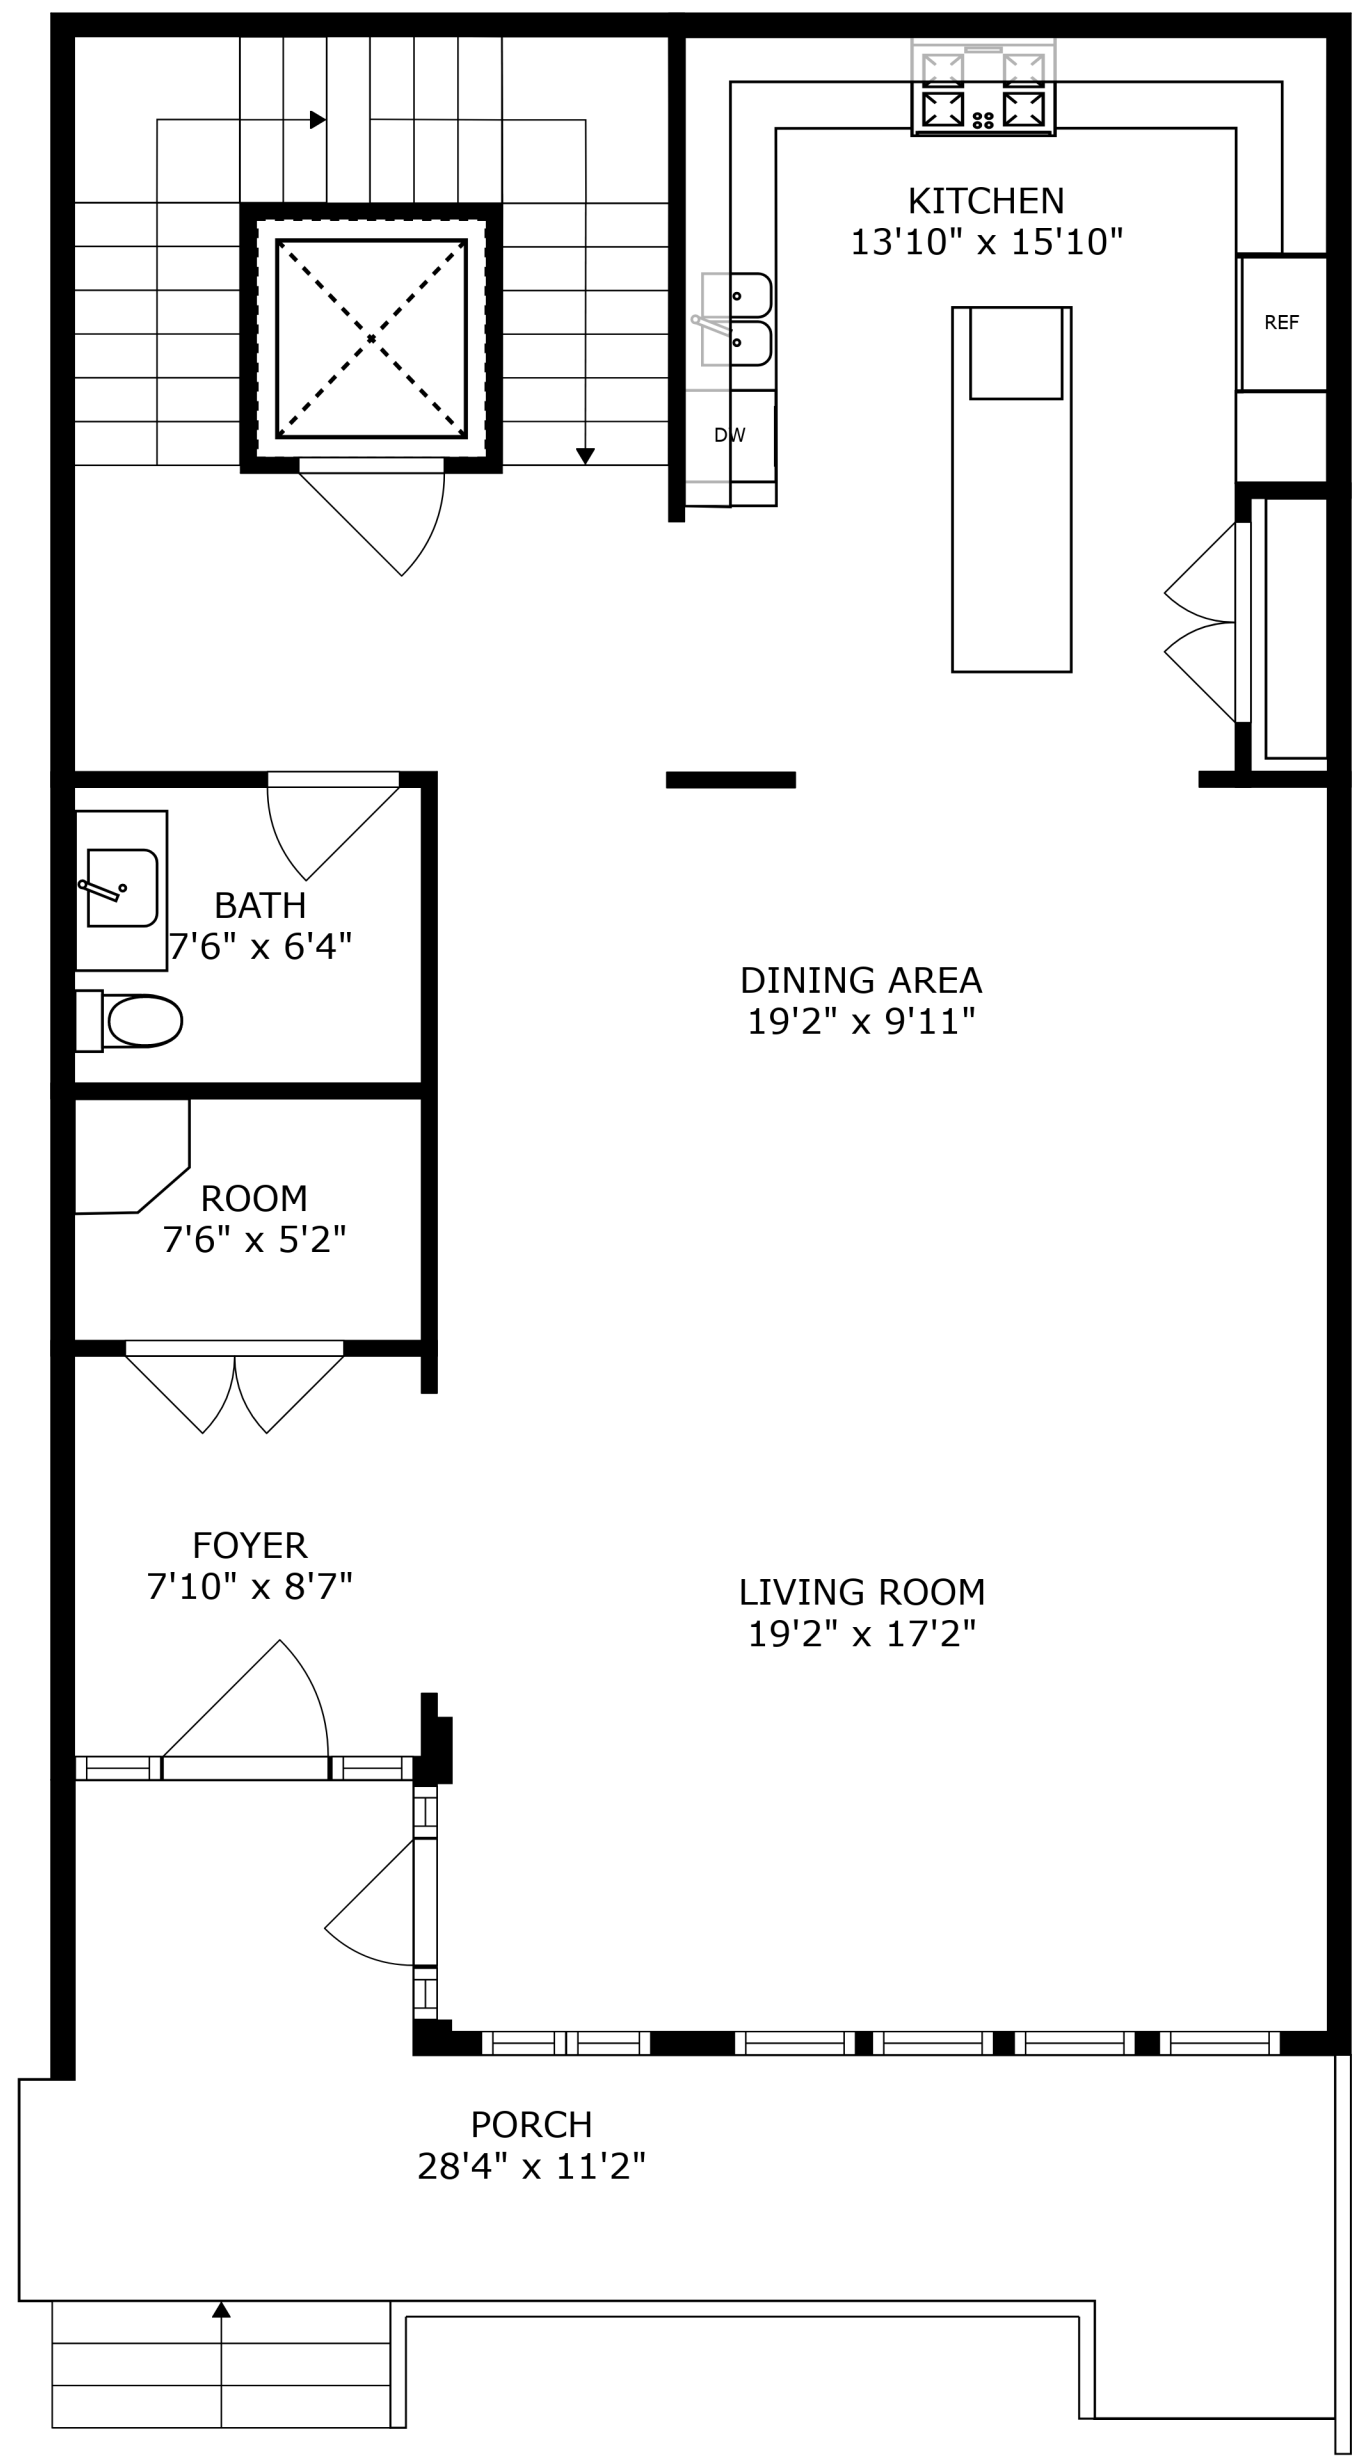 KITCHEN
13'10" x 15'10"
REF
DW
BATH
7'6" x 6'4"
DINING AREA
19'2" x 9'11"
ROOM
7'6" x 5'2"
FOYER
7'10" x 8'7"
LIVING ROOM
19'2" x 17'2"
PORCH
28'4" x 11'2"